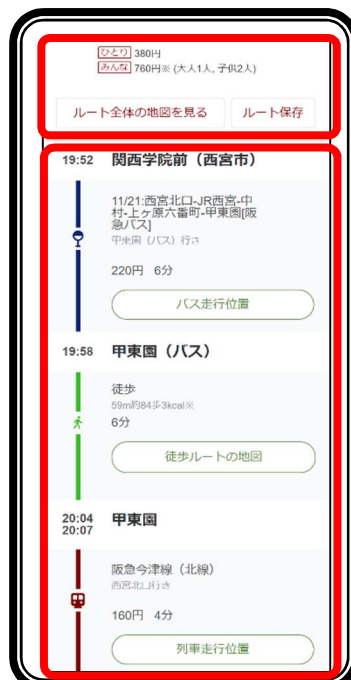 ひとり 380円
みんな 760円※ (大人1人, 子供2人)
ルート全体の地図を見る ルート保存
19:52 関西学院前（西宮市）
11/21:西宮北口-JR西宮-中
村-上ヶ原六番町-甲東園[阪
急バス]
甲東園（バス）行き
220円 6分
バス走行位置
19:58 甲東園（バス）
徒歩
59m約84歩3kcal※
6分
徒歩ルートの地図
20:04 甲東園
20:07
阪急今津線（北線）
西宮北口行き
160円 4分
列車走行位置